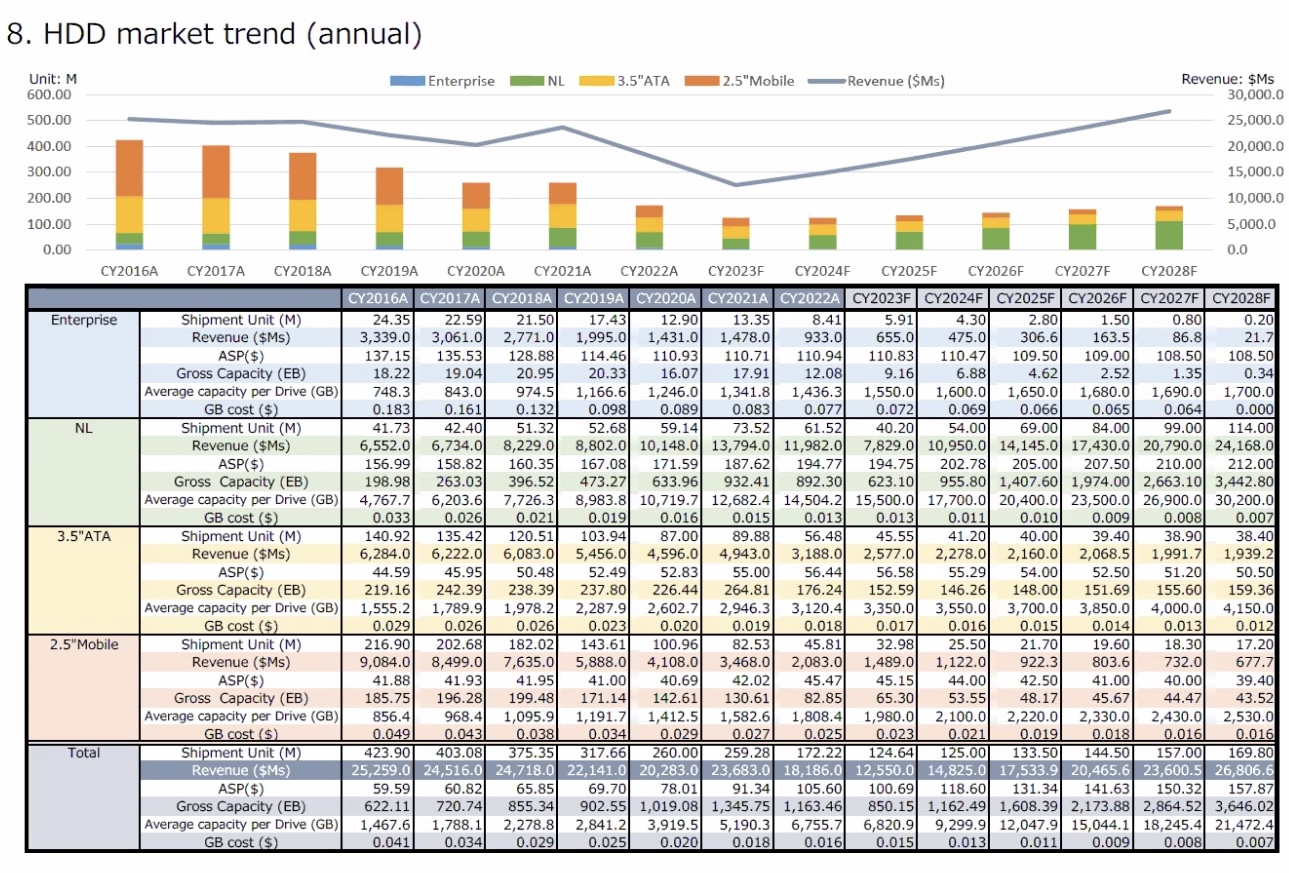 8. HDD market trend (annual)
Unit: M
Enterprise NL 3.5"ATA 2.5"Mobile Revenue ($Ms)
Revenue: $Ms
600.00 30,000.0
500.00 25,000.0
400.00 20,000.0
300.00 15,000.0
200.00 10,000.0
100.00 5,000.0
0.00 0.0
CY2016A CY2017A CY2018A CY2019A CY2020A CY2021A CY2022A CY2023F CY2024F CY2025F CY2026F CY2027F CY2028F
CY2016A CY2017A CY2018A CY2019A CY2020A CY2021A CY2022A CY2023F CY2024F CY2025F CY2026F CY2027F CY2028F
Enterprise Shipment Unit (M) 24.35 22.59 21.50 17.43 12.90 13.35 8.41 5.91 4.30 2.80 1.50 0.80 0.20
Revenue ($Ms) 3,339.0 3,061.0 2,771.0 1,995.0 1,431.0 1,478.0 933.0 655.0 475.0 306.6 163.5 86.8 21.7
ASP($) 137.15 135.53 128.88 114.46 110.93 110.71 110.94 110.83 110.47 109.50 109.00 108.50 108.50
Gross Capacity (EB) 18.22 19.04 20.95 20.33 16.07 17.91 12.08 9.16 6.88 4.62 2.52 1.35 0.34
Average capacity per Drive (GB) 748.3 843.0 974.5 1,166.6 1,246.0 1,341.8 1,436.3 1,550.0 1,600.0 1,650.0 1,680.0 1,690.0 1,700.0
GB cost ($) 0.183 0.161 0.132 0.098 0.089 0.083 0.077 0.072 0.069 0.066 0.065 0.064 0.000
NL Shipment Unit (M) 41.73 42.40 51.32 52.68 59.14 73.52 61.52 40.20 54.00 69.00 84.00 99.00 114.00
Revenue ($Ms) 6,552.0 6,734.0 8,229.0 8,802.0 10,148.0 13,794.0 11,982.0 7,829.0 10,950.0 14,145.0 17,430.0 20,790.0 24,168.0
ASP($) 156.99 158.82 160.35 167.08 171.59 187.62 194.77 194.75 202.78 205.00 207.50 210.00 212.00
Gross Capacity (EB) 198.98 263.03 396.52 473.27 633.96 932.41 892.30 623.10 955.80 1,407.60 1,974.00 2,663.10 3,442.80
Average capacity per Drive (GB) 4,767.7 6,203.6 7,726.3 8,983.8 10,719.7 12,682.4 14,504.2 15,500.0 17,700.0 20,400.0 23,500.0 26,900.0 30,200.0
GB cost ($) 0.033 0.026 0.021 0.019 0.016 0.015 0.013 0.013 0.011 0.010 0.009 0.008 0.007
3.5"ATA Shipment Unit (M) 140.92 135.42 120.51 103.94 87.00 89.88 56.48 45.55 41.20 40.00 39.40 38.90 38.40
Revenue ($Ms) 6,284.0 6,222.0 6,083.0 5,456.0 4,596.0 4,943.0 3,188.0 2,577.0 2,278.0 2,160.0 2,068.5 1,991.7 1,939.2
ASP($) 44.59 45.95 50.48 52.49 52.83 55.00 56.44 56.58 55.29 54.00 52.50 51.20 50.50
Gross Capacity (EB) 219.16 242.39 238.39 237.80 226.44 264.81 176.24 152.59 146.26 148.00 151.69 155.60 159.36
Average capacity per Drive (GB) 1,555.2 1,789.9 1,978.2 2,287.9 2,602.7 2,946.3 3,120.4 3,350.0 3,550.0 3,700.0 3,850.0 4,000.0 4,150.0
GB cost ($) 0.029 0.026 0.026 0.023 0.020 0.019 0.018 0.017 0.016 0.015 0.014 0.013 0.012
2.5"Mobile Shipment Unit (M) 216.90 202.68 182.02 143.61 100.96 82.53 45.81 32.98 25.50 21.70 19.60 18.30 17.20
Revenue ($Ms) 9,084.0 8,499.0 7,635.0 5,888.0 4,108.0 3,468.0 2,083.0 1,489.0 1,122.0 922.3 803.6 732.0 677.7
ASP($) 41.88 41.93 41.95 41.00 40.69 42.02 45.47 45.15 44.00 42.50 41.00 40.00 39.40
Gross Capacity (EB) 185.75 196.28 199.48 171.14 142.61 130.61 82.85 65.30 53.55 48.17 45.67 44.47 43.52
Average capacity per Drive (GB) 856.4 968.4 1,095.9 1,191.7 1,412.5 1,582.6 1,808.4 1,980.0 2,100.0 2,220.0 2,330.0 2,430.0 2,530.0
GB cost ($) 0.049 0.043 0.038 0.034 0.029 0.027 0.025 0.023 0.021 0.019 0.018 0.016 0.016
Total Shipment Unit (M) 423.90 403.08 375.35 317.66 260.00 259.28 172.22 124.64 125.00 133.50 144.50 157.00 169.80
Revenue ($Ms) 25,259.0 24,516.0 24,718.0 22,141.0 20,283.0 23,683.0 18,186.0 12,550.0 14,825.0 17,533.9 20,465.6 23,600.5 26,806.6
ASP($) 59.59 60.82 65.85 69.70 78.01 91.34 105.60 100.69 118.60 131.34 141.63 150.32 157.87
Gross Capacity (EB) 622.11 720.74 855.34 902.55 1,019.08 1,345.75 1,163.46 850.15 1,162.49 1,608.39 2,173.88 2,864.52 3,646.02
Average capacity per Drive (GB) 1,467.6 1,788.1 2,278.8 2,841.2 3,919.5 5,190.3 6,755.7 6,820.9 9,299.9 12,047.9 15,044.1 18,245.4 21,472.4
GB cost ($) 0.041 0.034 0.029 0.025 0.020 0.018 0.016 0.015 0.013 0.011 0.009 0.008 0.007